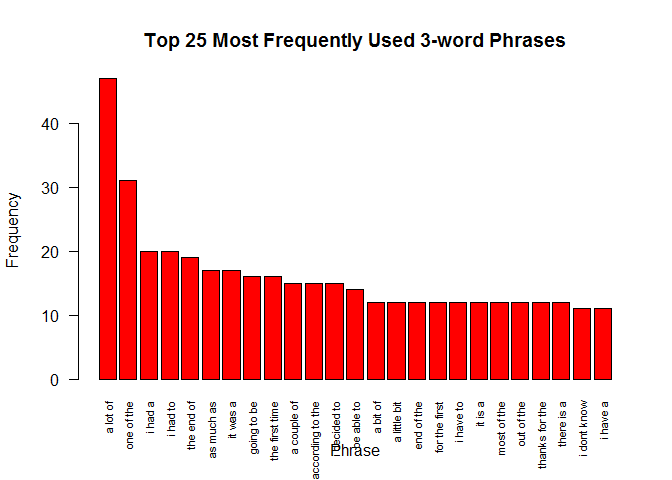 Top 25 Most Frequently Used 3-word Phrases
Frequency
40
30
20
10
0
a lot of
one of the
i had a
i had to
the end of
as much as
it was a
going to be
the first time
a couple of
according to the
decided to
be able to
a bit of
a little bit
end of the
for the first
i have to
it is a
most of the
out of the
thanks for the
there is a
i dont know
i have a
Phrase